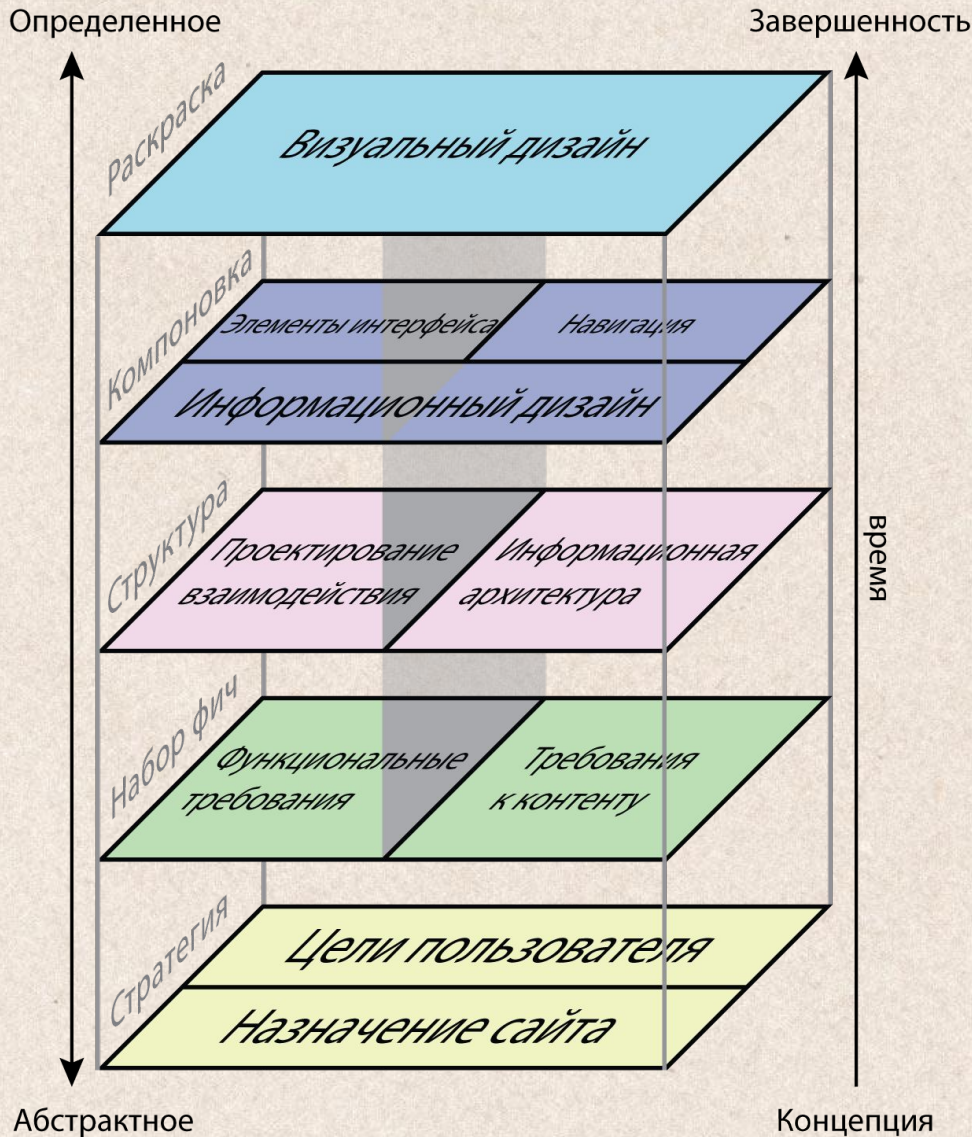 Определенное
Завершенность
Раскраска
Визуальный дизайн
Компоновка
Элементы интерфейса
Навигация
Информационный дизайн
Структура
Проектирование
взаимодействия
Информационная
архитектура
время
Набор фич
Функциональные
требования
Требования
к контенту
Стратегия
Цели пользователя
Назначение сайта
Абстрактное
Концепция